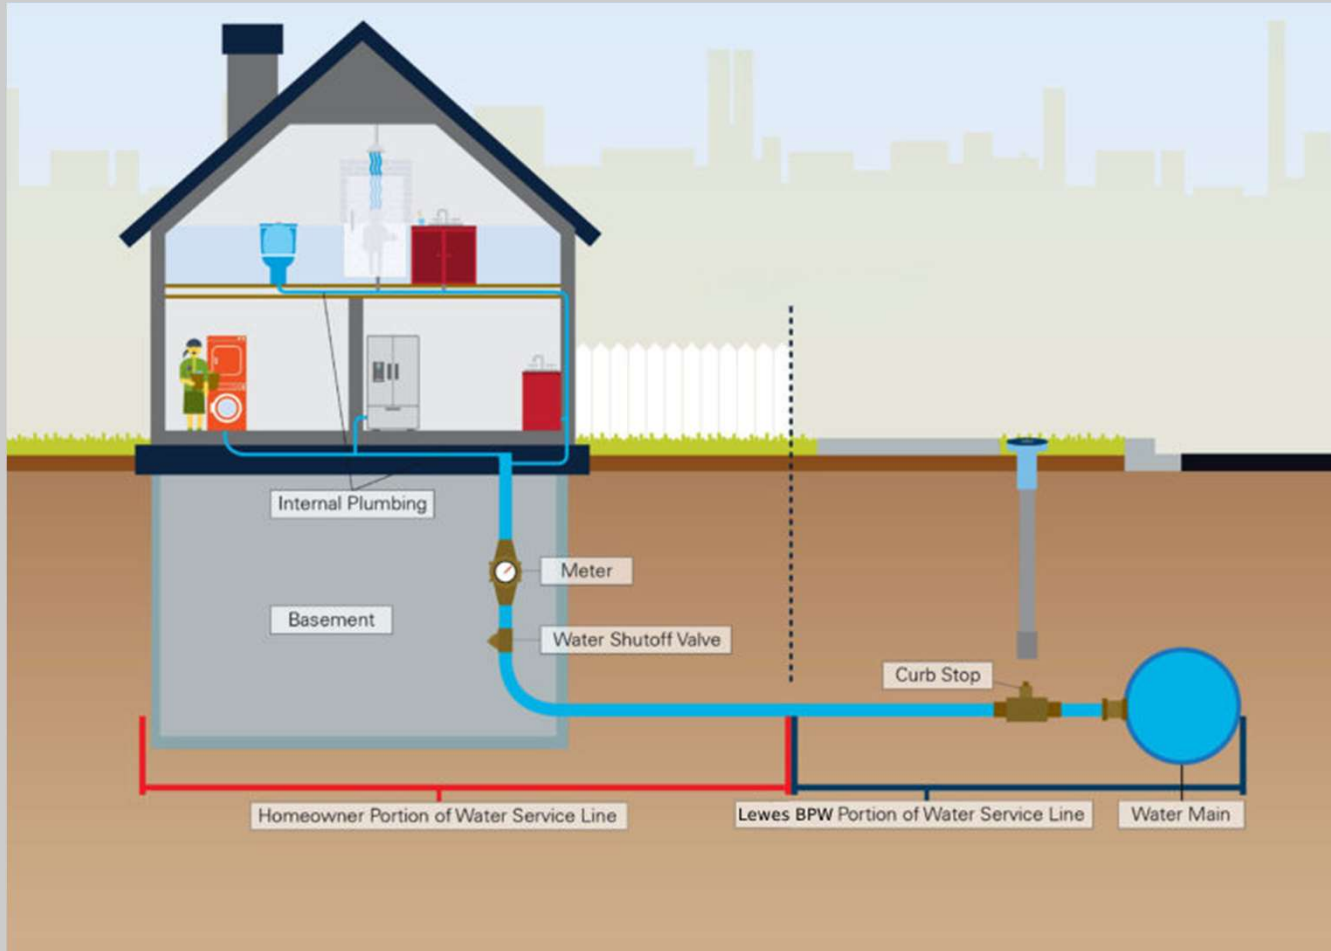 Internal Plumbing
Meter
Basement
Water Shutoff Valve
Curb Stop
Homeowner Portion of Water Service Line
Lewes BPW Portion of Water Service Line
Water Main